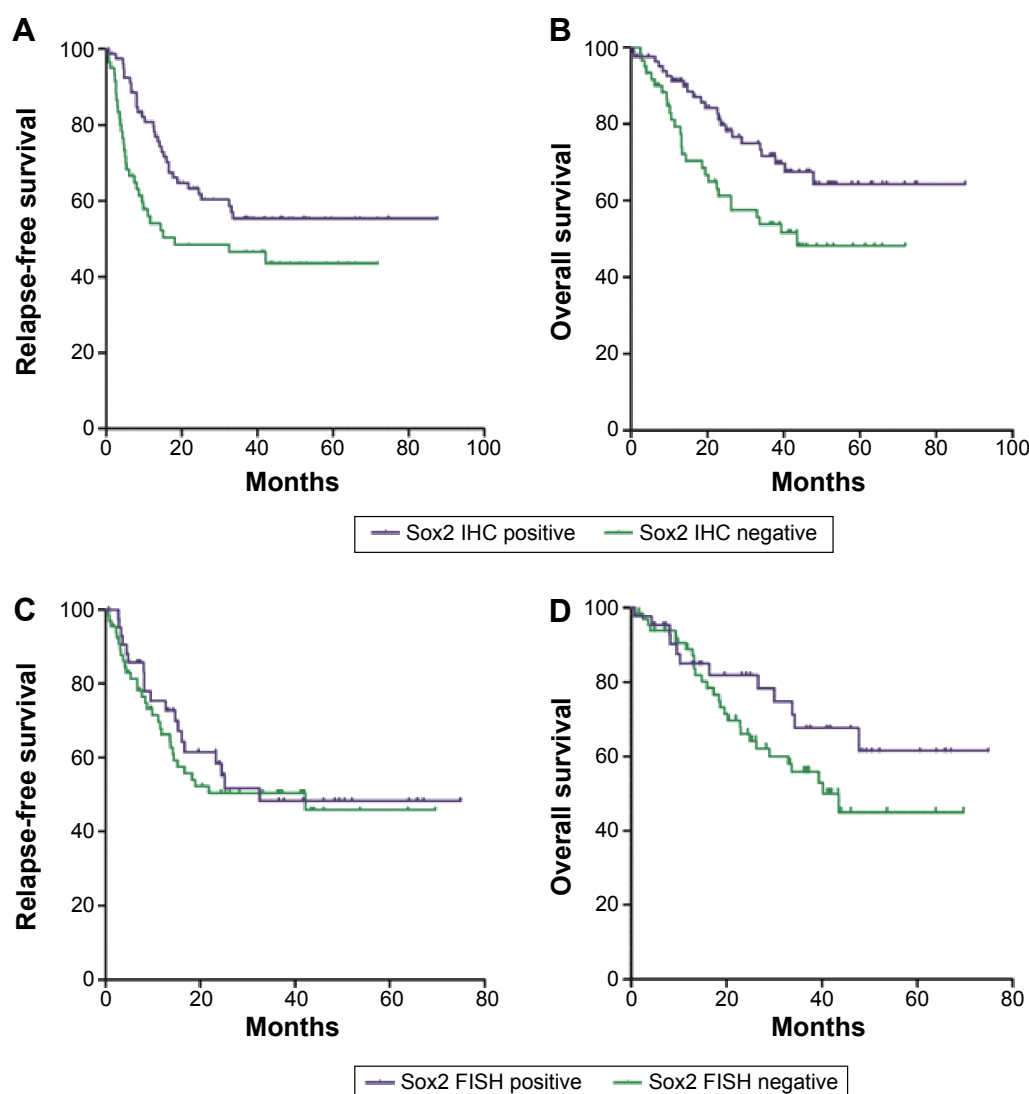 A
Relapse-free survival
100
80
60
40
20
0
0 20 40 60 80 100
Months
B
Overall survival
100
80
60
40
20
0
0 20 40 60 80 100
Months
Sox2 IHC positive Sox2 IHC negative
C
Relapse-free survival
100
80
60
40
20
0
0 20 40 60 80
Months
D
Overall survival
100
80
60
40
20
0
0 20 40 60 80
Months
Sox2 FISH positive Sox2 FISH negative